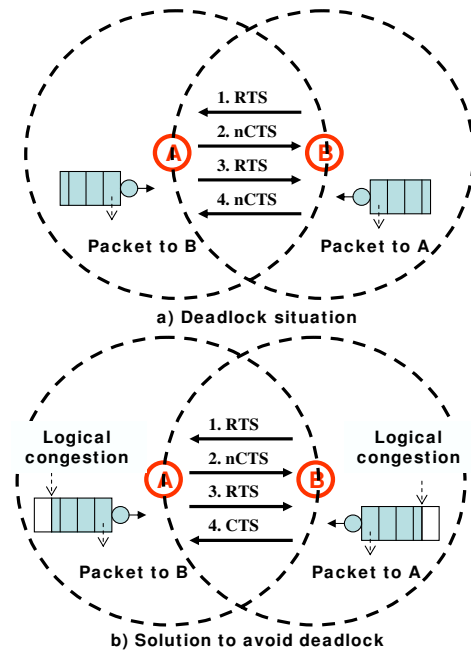 1. RTS
2. nCTS
A
B
3. RTS
4. nCTS
Packet to B
Packet to A
a) Deadlock situation
Logical congestion
Logical congestion
1. RTS
2. nCTS
A
B
3. RTS
4. CTS
Packet to B
Packet to A
b) Solution to avoid deadlock